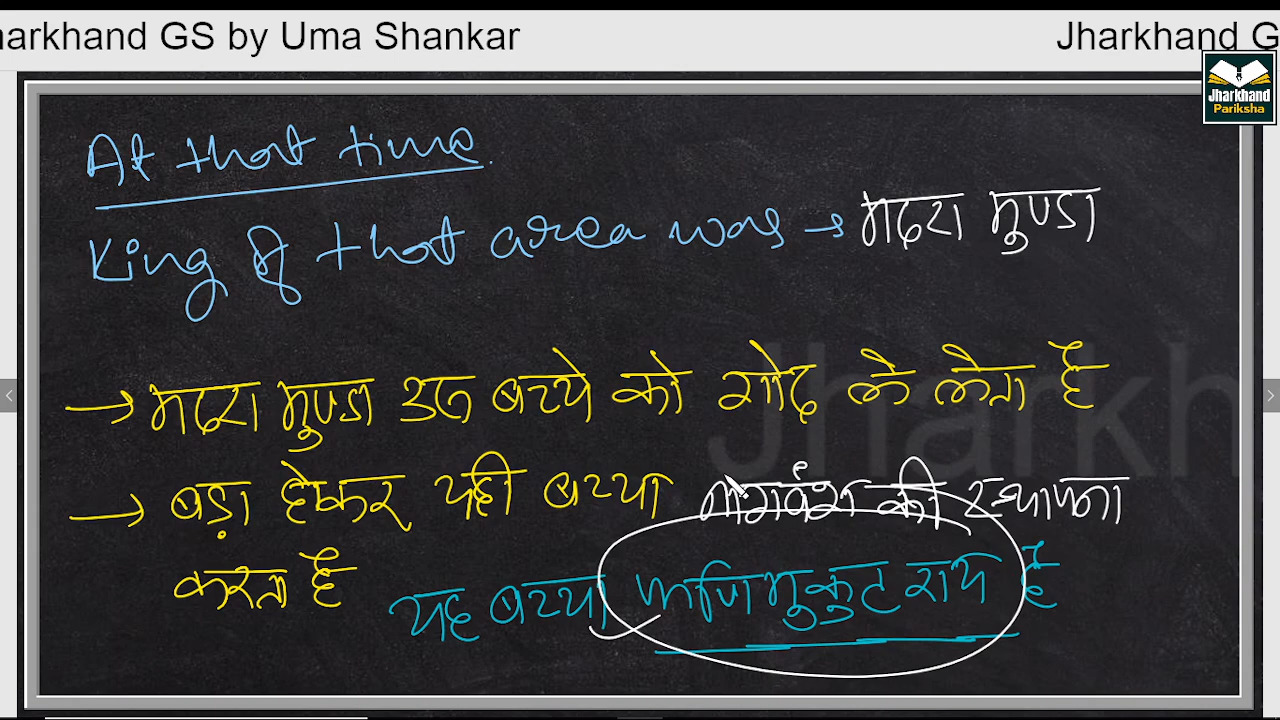 harkhand GS by Uma Shankar
Jharkhand G
Jharkhand
Pariksha
At that time.
King of that area was → मदरा मुण्डा
→ मदरा मुण्डा उस बच्चे को गोद ले लेता है
→ बड़ा होकर यही बच्चा नागवंश की स्थापना
करता है
यह बच्चा फणिमुकुट राय है
Jharkh